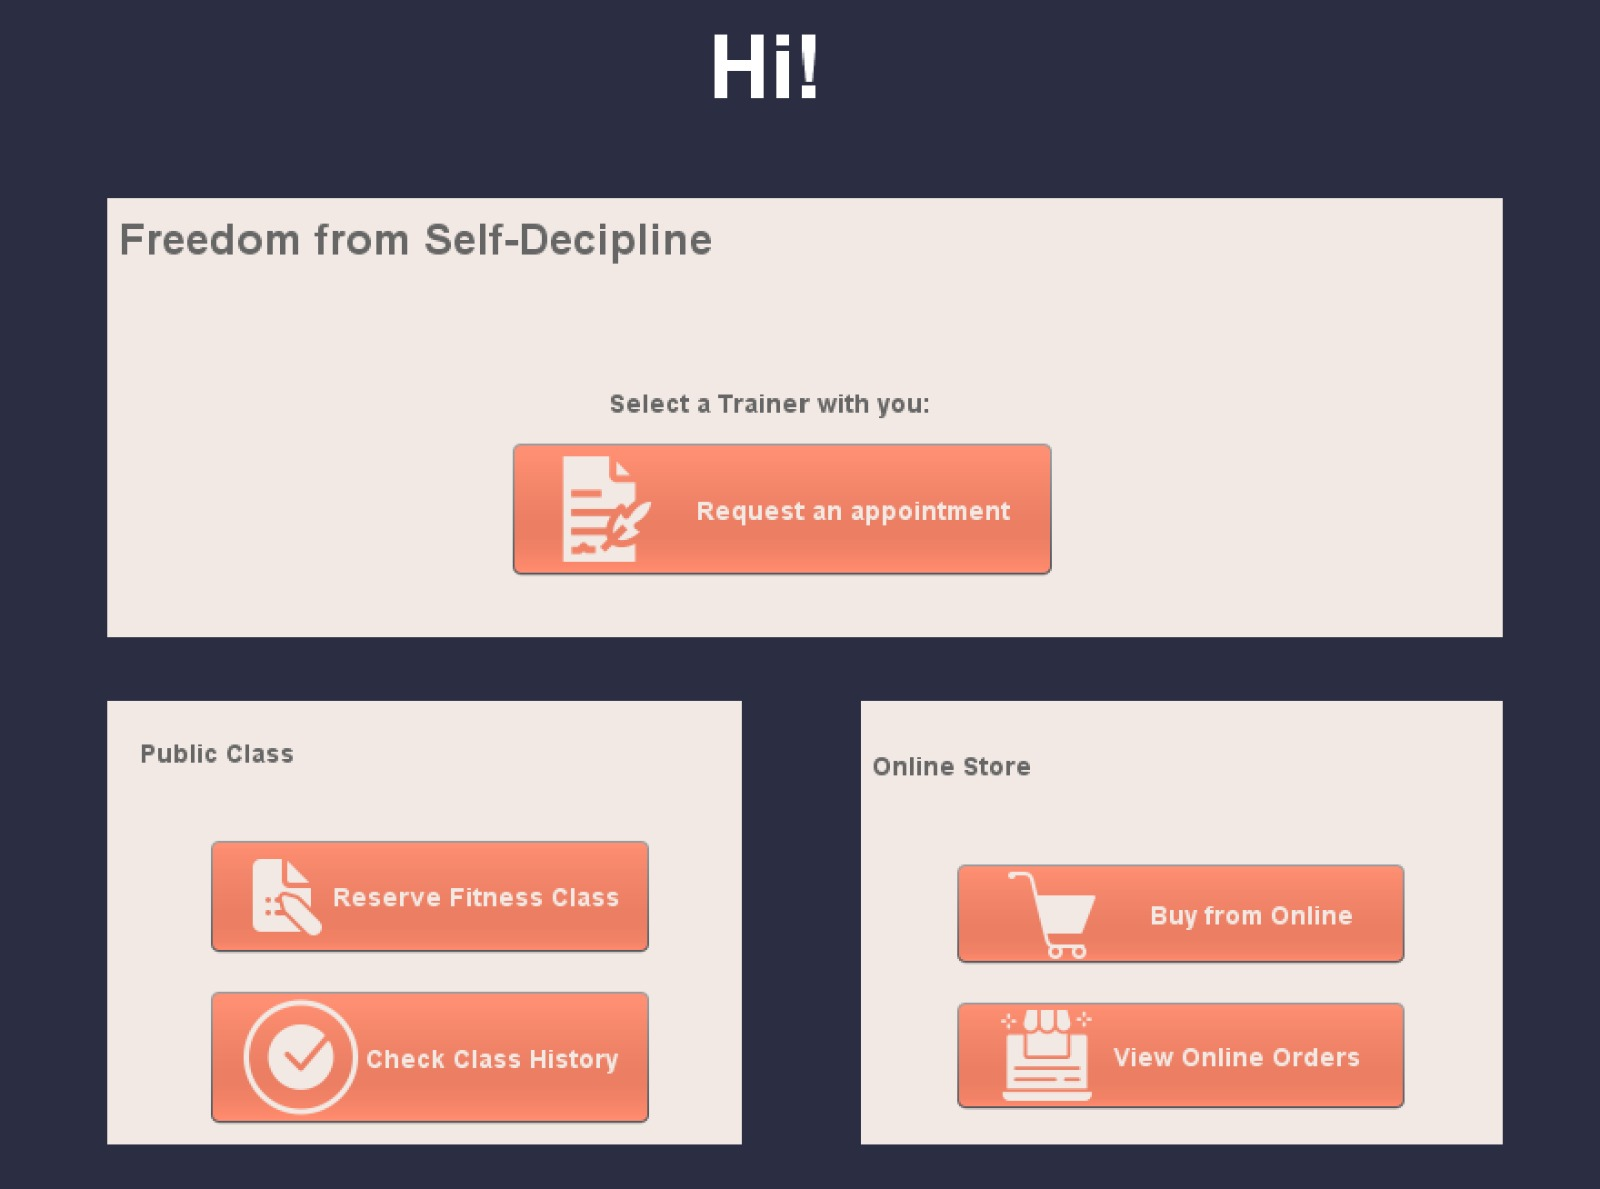 Hi!
Freedom from Self-Decipline
Select a Trainer with you:
Request an appointment
Public Class
Reserve Fitness Class
Check Class History
Online Store
Buy from Online
View Online Orders